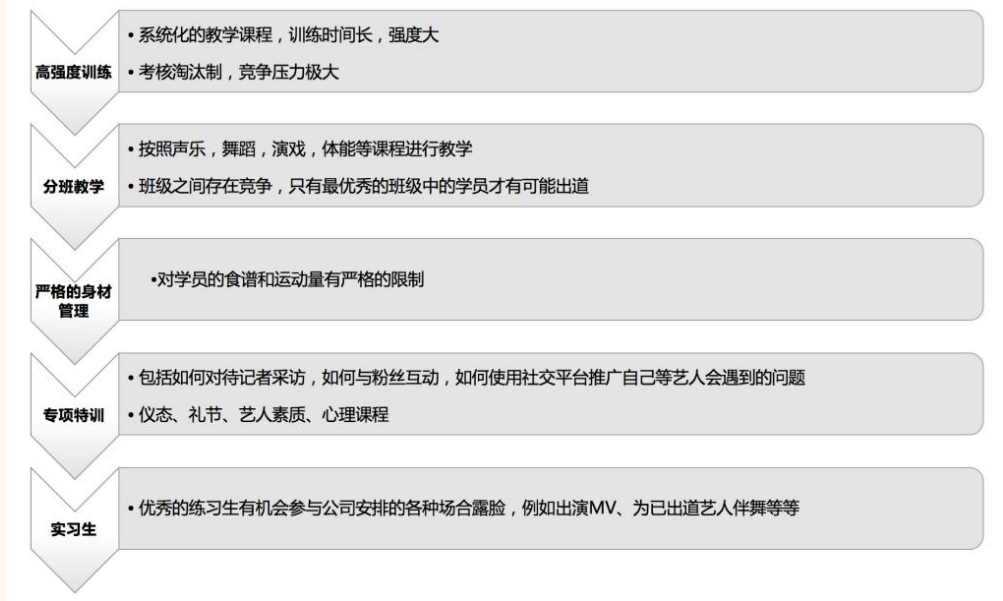 高强度训练
• 系统化的教学课程，训练时间长，强度大
• 考核淘汰制，竞争压力极大
分班教学
• 按照声乐，舞蹈，演戏，体能等课程进行教学
• 班级之间存在竞争，只有最优秀的班级中的学员才有可能出道
严格的身材
管理
•对学员的食谱和运动量有严格的限制
专项特训
• 包括如何对待记者采访，如何与粉丝互动，如何使用社交平台推广自己等艺人会遇到的问题
• 仪态、礼节、艺人素质、心理课程
实习生
• 优秀的练习生有机会参与公司安排的各种场合露脸，例如出演MV、为已出道艺人伴舞等等